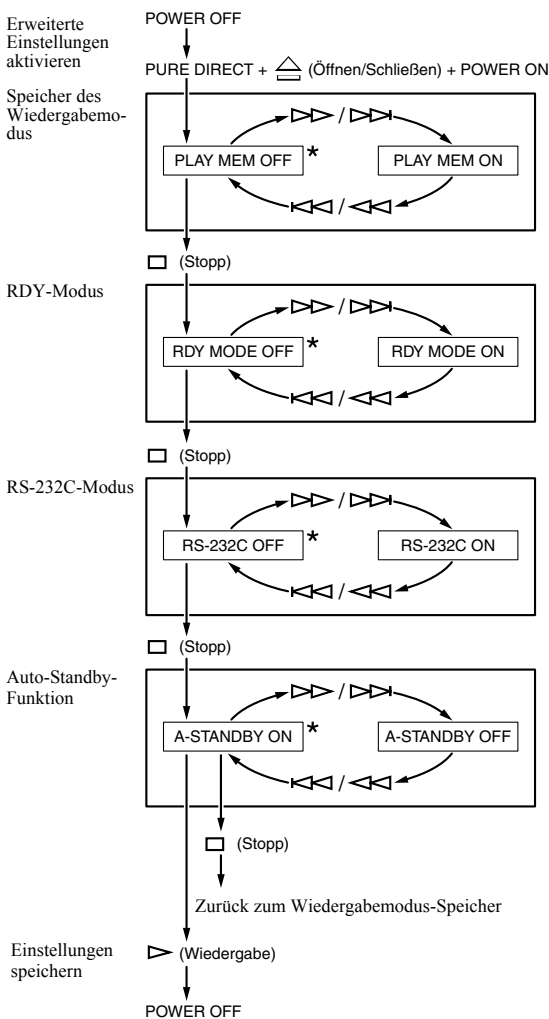 POWER OFF
Erweiterte
Einstellungen
aktivieren
PURE DIRECT + (Öffnen/Schließen) + POWER ON
Speicher des
Wiedergabemo-
dus
/
PLAY MEM OFF * PLAY MEM ON
/
(Stopp)
RDY-Modus
/
RDY MODE OFF * RDY MODE ON
/
(Stopp)
RS-232C-Modus
/
RS-232C OFF * RS-232C ON
/
(Stopp)
Auto-Standby-
Funktion
/
A-STANDBY ON * A-STANDBY OFF
/
(Stopp)
Zurück zum Wiedergabemodus-Speicher
Einstellungen
speichern
(Wiedergabe)
POWER OFF